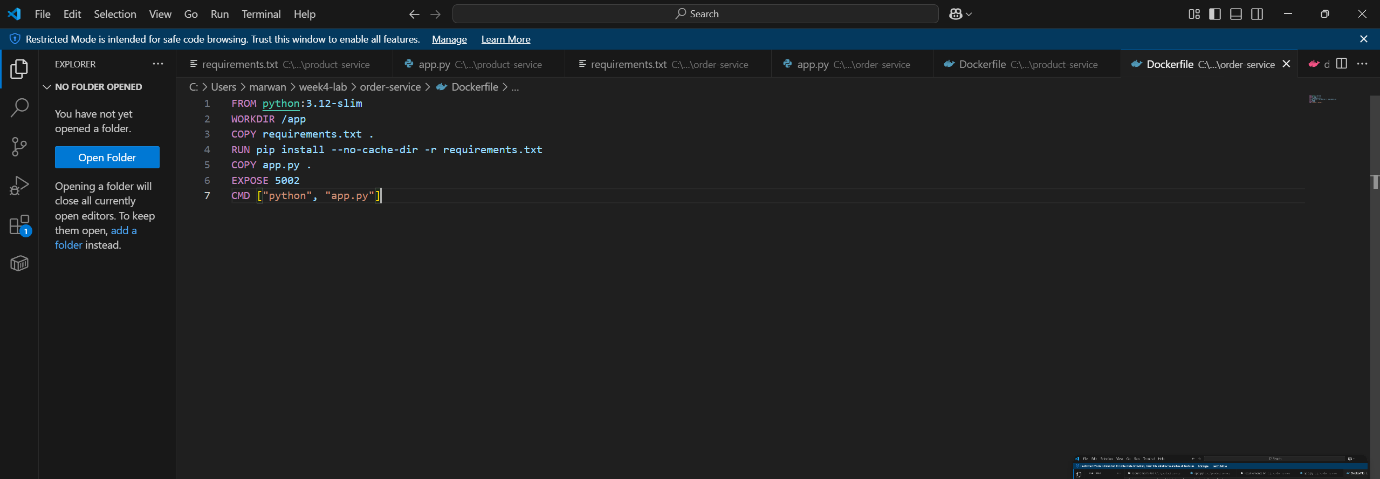 File Edit Selection View Go Run Terminal Help Search
Restricted Mode is intended for safe code browsing. Trust this window to enable all features. Manage Learn More
EXPLORER
requirements.txt C:\...\product-service app.py C:\...\product-service requirements.txt C:\...\order-service app.py C:\...\order-service Dockerfile C:\...\product-service Dockerfile C:\...\order-service d
NO FOLDER OPENED
You have not yet
opened a folder.
Open Folder
Opening a folder will
close all currently
open editors. To keep
them open, add a
folder instead.
1
C: > Users > marwan > week4-lab > order-service > Dockerfile > ...
1 FROM python:3.12-slim
2 WORKDIR /app
3 COPY requirements.txt .
4 RUN pip install --no-cache-dir -r requirements.txt
5 COPY app.py .
6 EXPOSE 5002
7 CMD ["python", "app.py"]